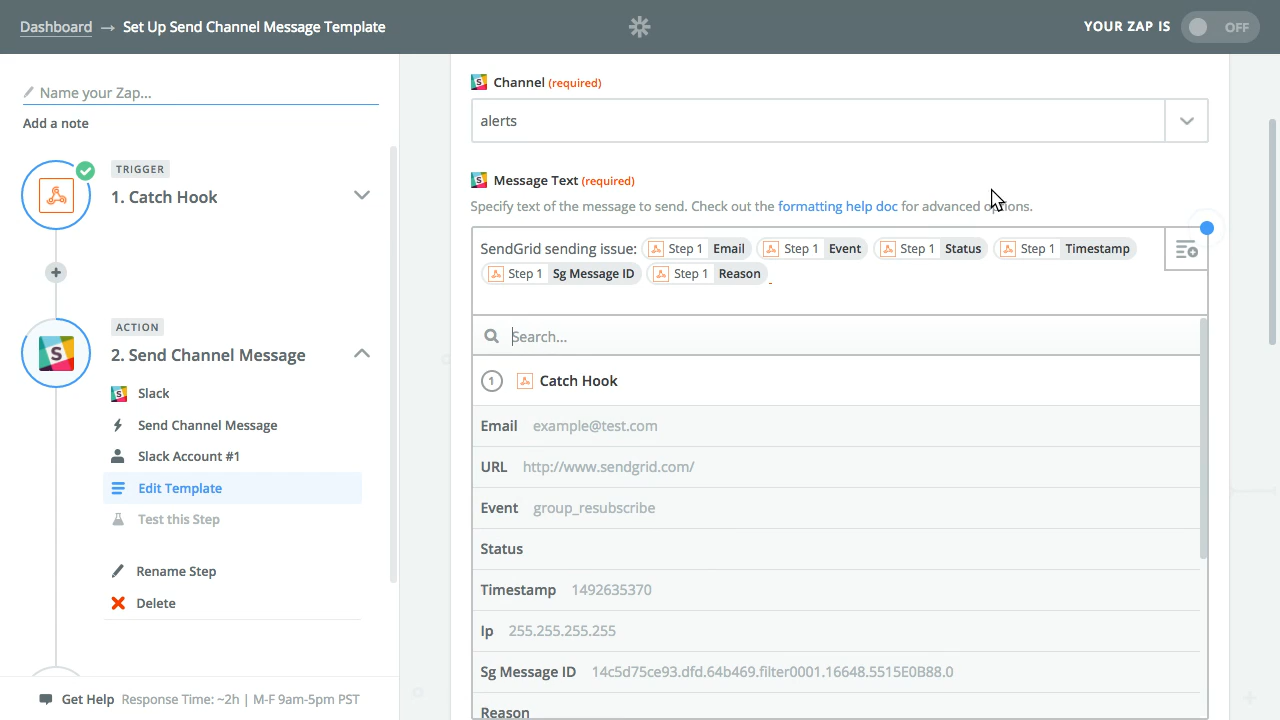 Dashboard → Set Up Send Channel Message Template
YOUR ZAP IS OFF
Name your Zap...
Add a note
TRIGGER
1. Catch Hook
ACTION
2. Send Channel Message
Slack
Send Channel Message
Slack Account #1
Edit Template
Test this Step
Rename Step
Delete
Get Help Response Time: ~2h | M-F 9am-5pm PST
Channel (required)
alerts
Message Text (required)
Specify text of the message to send. Check out the formatting help doc for advanced options.
SendGrid sending issue: Step 1 Email Step 1 Event Step 1 Status Step 1 Timestamp
Step 1 Sg Message ID Step 1 Reason
Search...
1 Catch Hook
Email example@test.com
URL http://www.sendgrid.com/
Event group_resubscribe
Status
Timestamp 1492635370
Ip 255.255.255.255
Sg Message ID 14c5d75ce93.dfd.64b469.filter0001.16648.5515E0B88.0
Reason